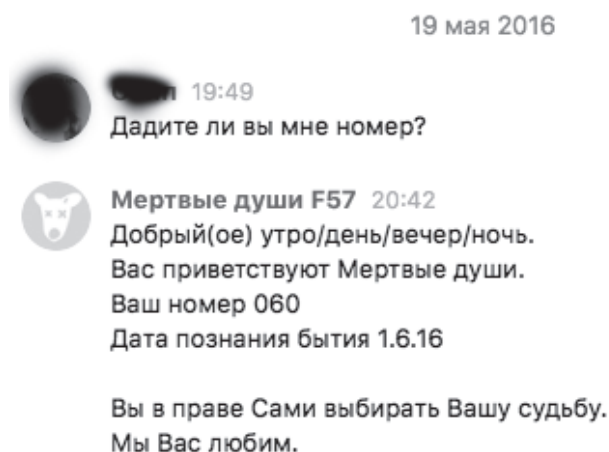 19 мая 2016
19:49
Дадите ли вы мне номер?
Мертвые души F57 20:42
Добрый(ое) утро/день/вечер/ночь.
Вас приветствуют Мертвые души.
Ваш номер 060
Дата познания бытия 1.6.16
Вы в праве Сами выбирать Вашу судьбу.
Мы Вас любим.